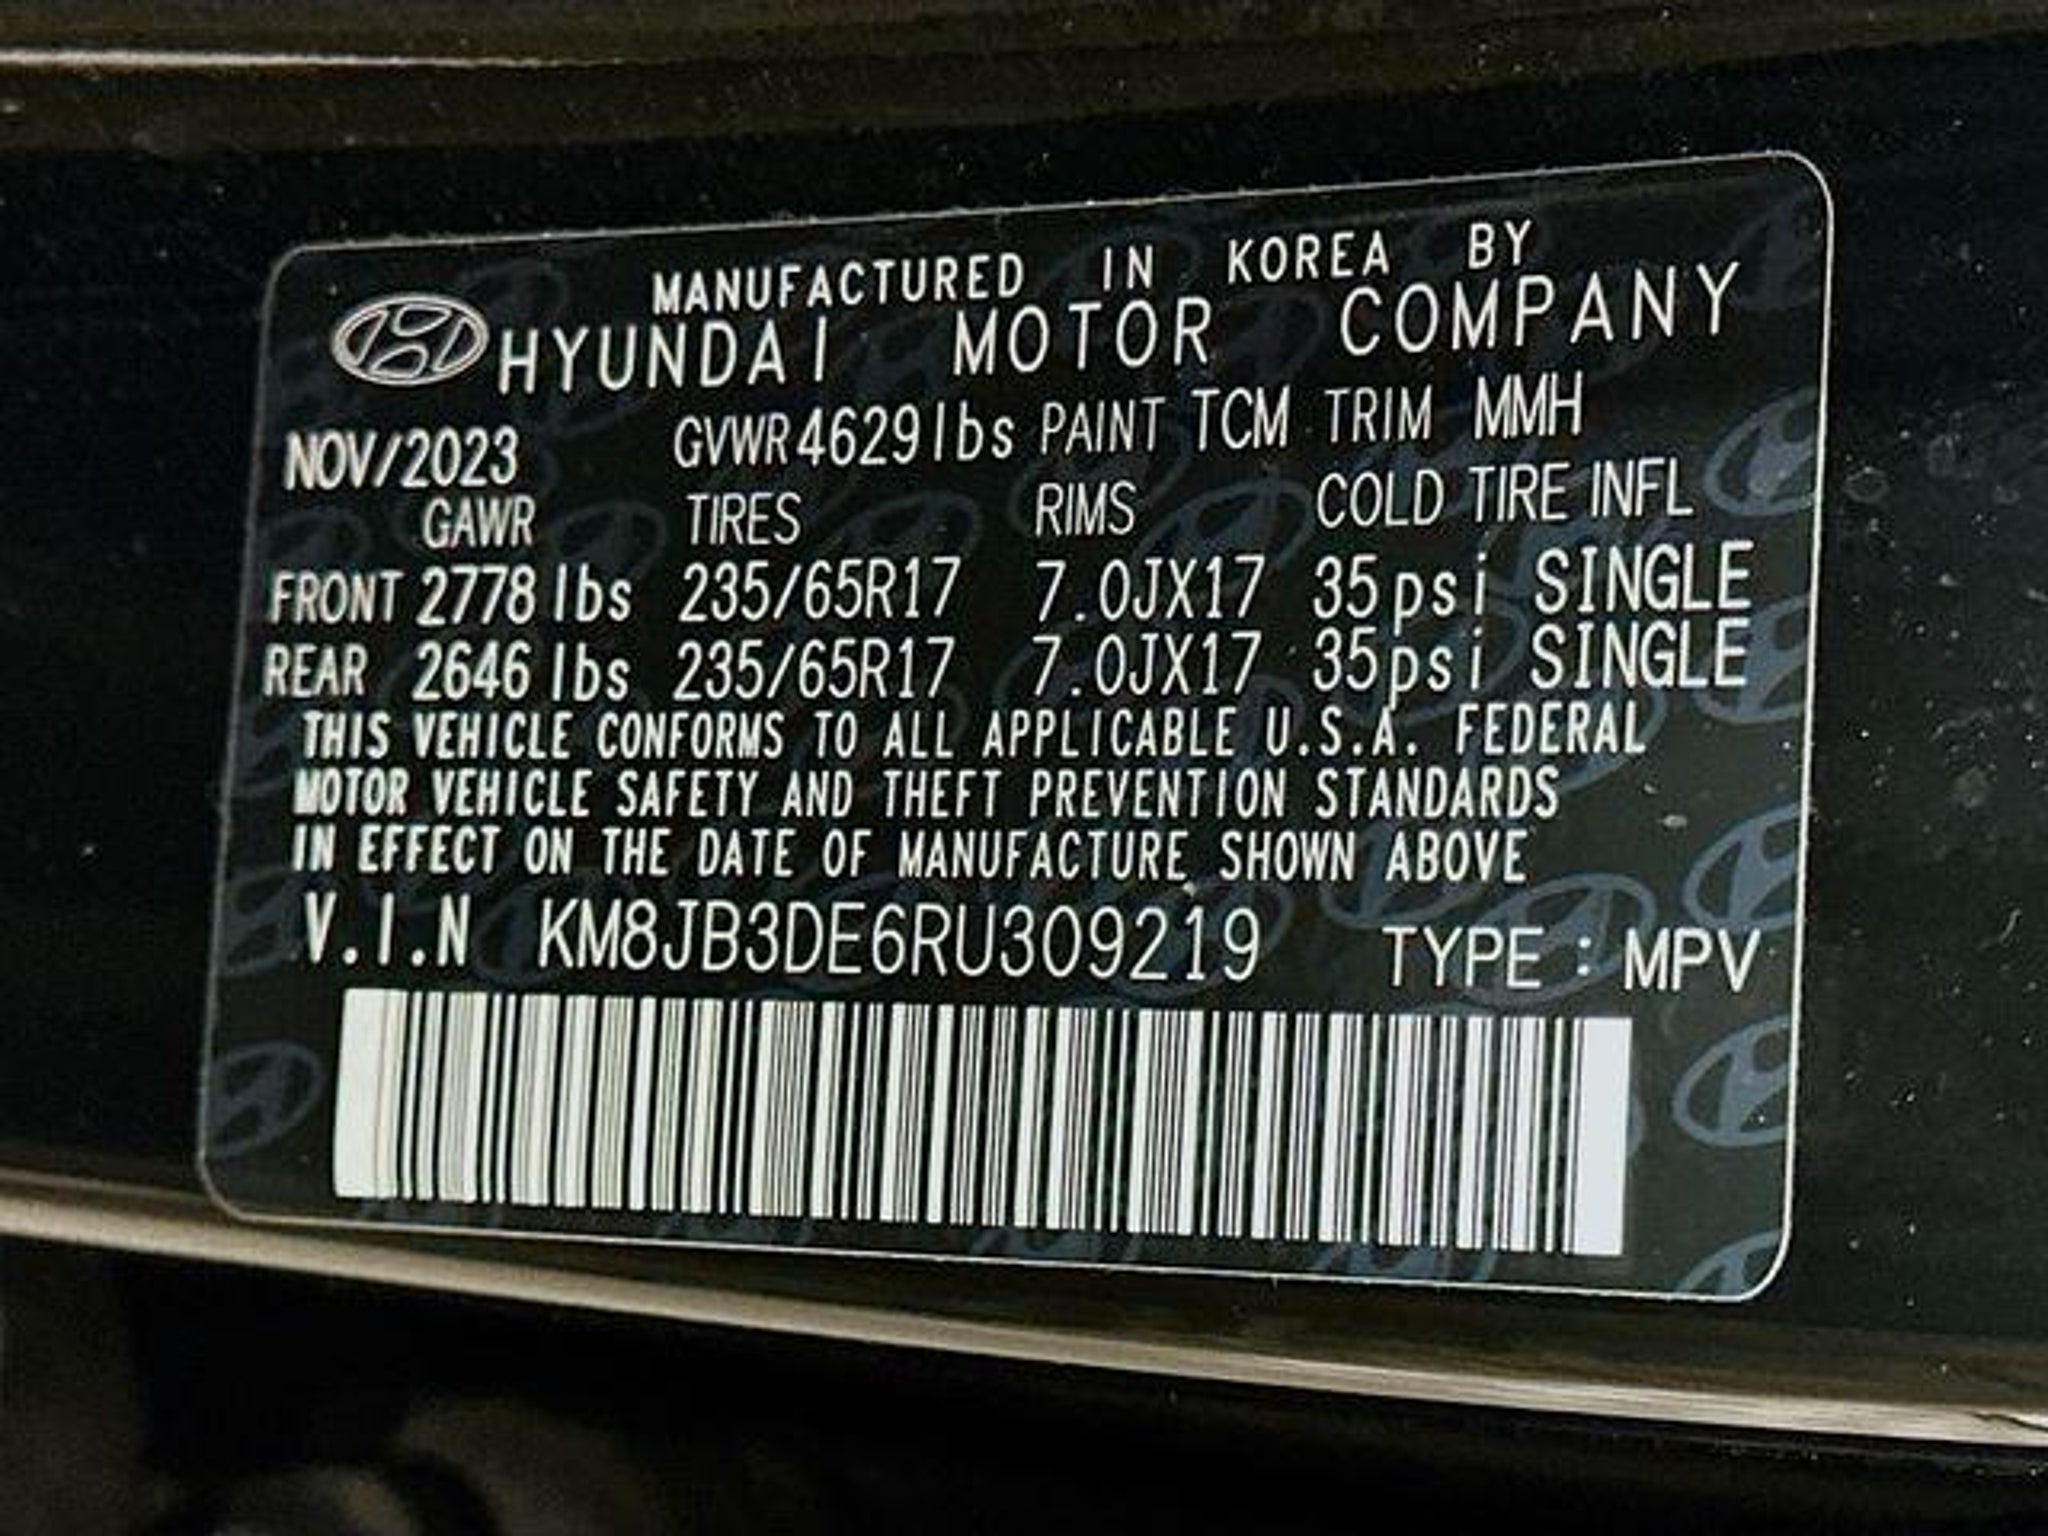 MANUFACTURED IN KOREA BY
HYUNDAI MOTOR COMPANY
NOV/2023 GVWR 4629 lbs PAINT TCM TRIM MMH
GAWR TIRES RIMS COLD TIRE INFL
FRONT 2778 lbs 235/65R17 7.0JX17 35psi SINGLE
REAR 2646 lbs 235/65R17 7.0JX17 35psi SINGLE
THIS VEHICLE CONFORMS TO ALL APPLICABLE U.S.A. FEDERAL
MOTOR VEHICLE SAFETY AND THEFT PREVENTION STANDARDS
IN EFFECT ON THE DATE OF MANUFACTURE SHOWN ABOVE
V.I.N KM8JB3DE6RU309219 TYPE : MPV